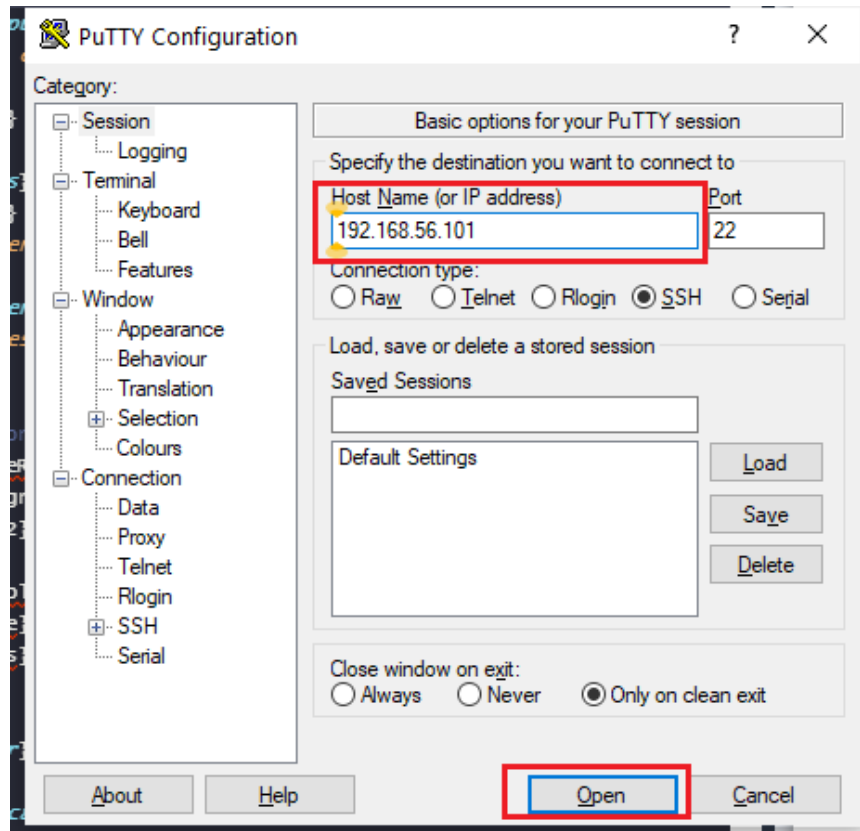 PuTTY Configuration
?
Category:
Session
Logging
Terminal
Keyboard
Bell
Features
Window
Appearance
Behaviour
Translation
Selection
Colours
Connection
Data
Proxy
Telnet
Rlogin
SSH
Serial
Basic options for your PuTTY session
Specify the destination you want to connect to
Host Name (or IP address) Port
192.168.56.101 22
Connection type:
Raw Telnet Rlogin SSH Serial
Load, save or delete a stored session
Saved Sessions
Default Settings
Load
Save
Delete
Close window on exit:
Always Never Only on clean exit
About Help Open Cancel